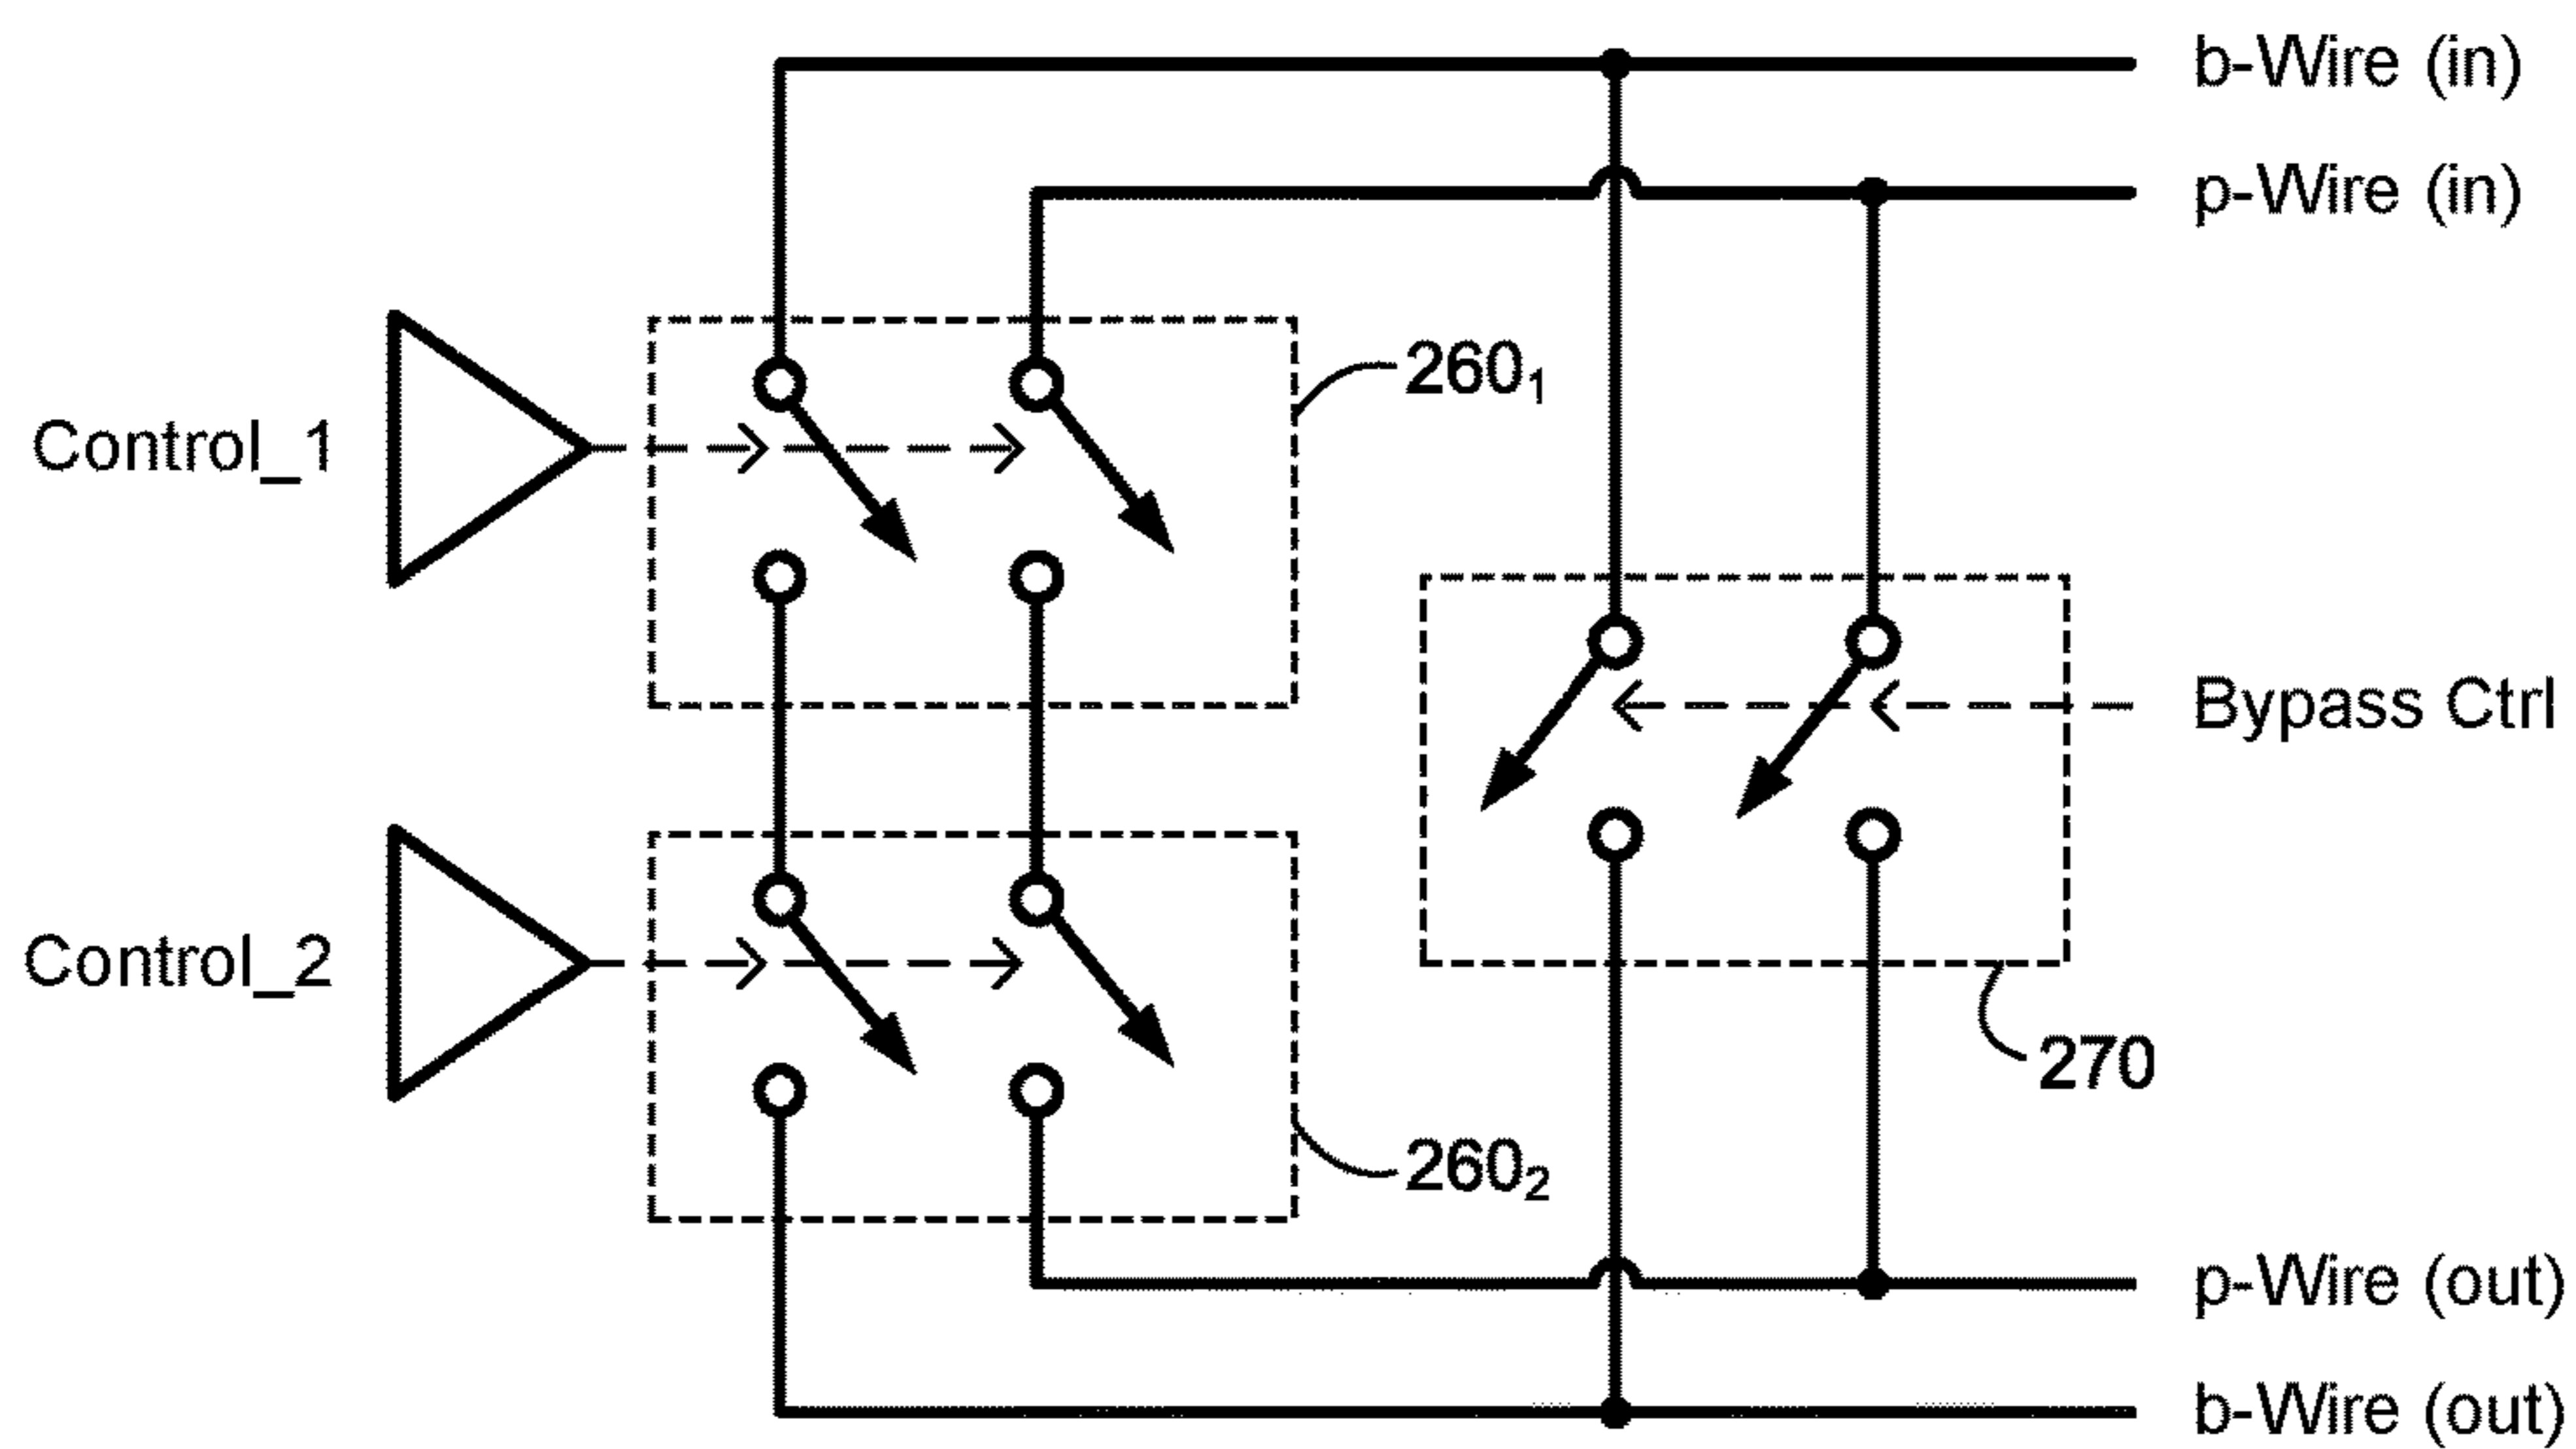 b-Wire (in)
p-Wire (in)
260₁
Control_1
Bypass Ctrl
Control_2
270
260₂
p-Wire (out)
b-Wire (out)